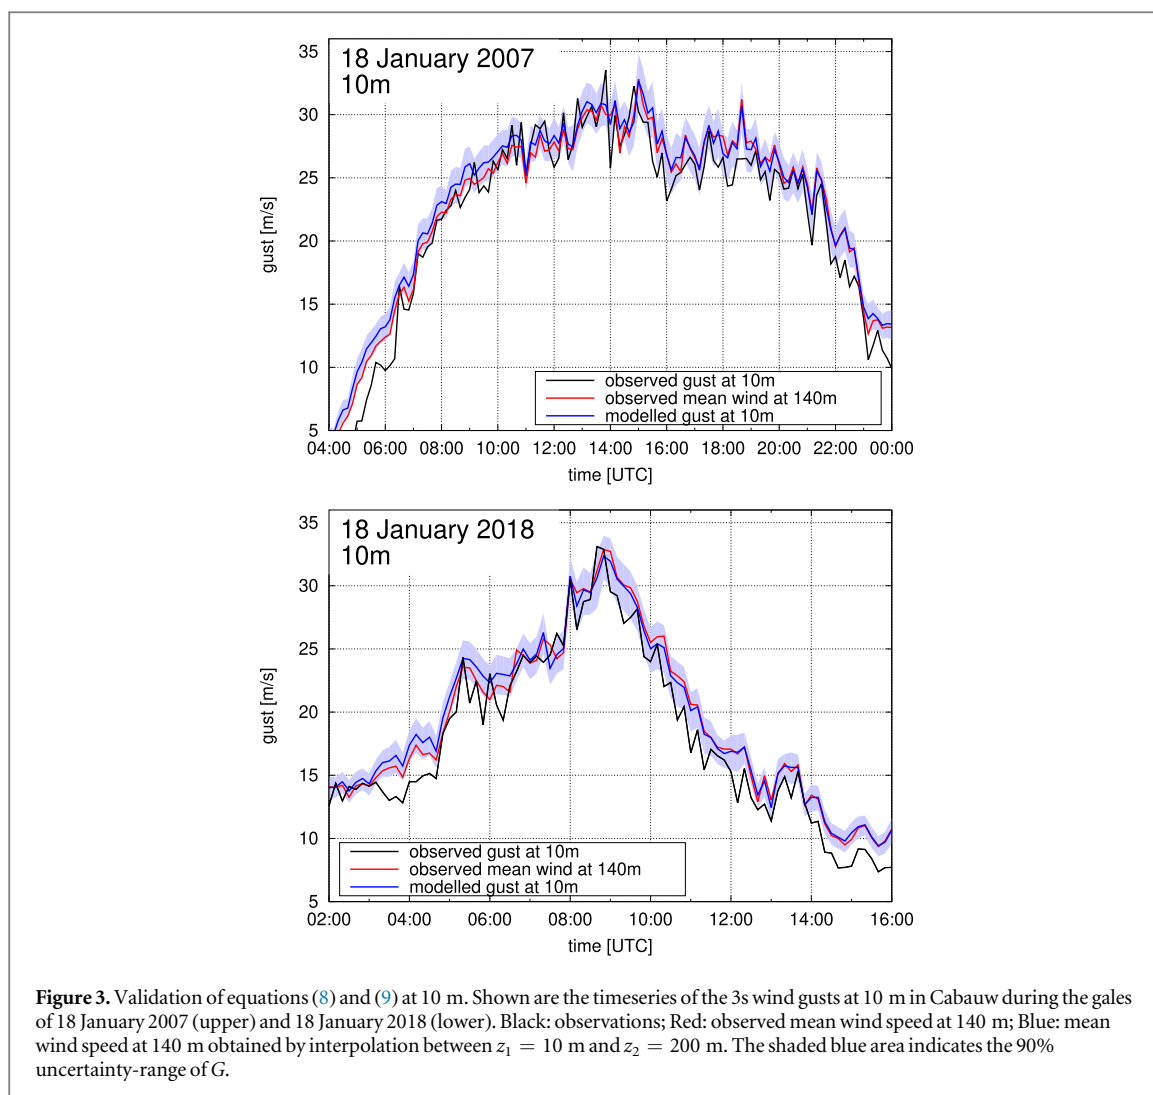 18 January 2007
10m
gust [m/s]
35
30
25
20
15
10
5
observed gust at 10m
observed mean wind at 140m
modelled gust at 10m
04:00 06:00 08:00 10:00 12:00 14:00 16:00 18:00 20:00 22:00 00:00
time [UTC]
18 January 2018
10m
gust [m/s]
35
30
25
20
15
10
5
observed gust at 10m
observed mean wind at 140m
modelled gust at 10m
02:00 04:00 06:00 08:00 10:00 12:00 14:00 16:00
time [UTC]
Figure 3. Validation of equations (8) and (9) at 10 m. Shown are the timeseries of the 3s wind gusts at 10 m in Cabauw during the gales
of 18 January 2007 (upper) and 18 January 2018 (lower). Black: observations; Red: observed mean wind speed at 140 m; Blue: mean
wind speed at 140 m obtained by interpolation between z₁ = 10 m and z₂ = 200 m. The shaded blue area indicates the 90%
uncertainty-range of G.